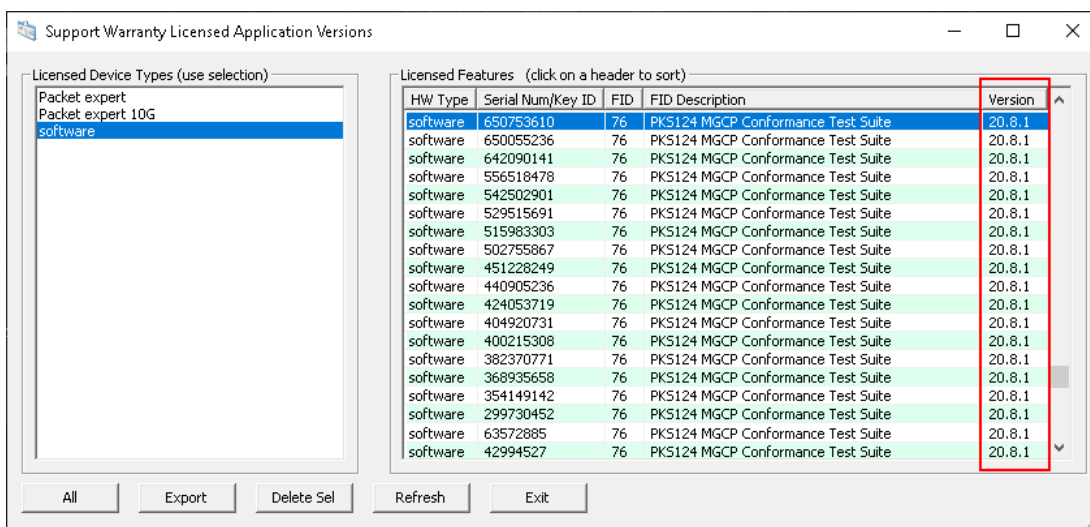 Support Warranty Licensed Application Versions
Licensed Device Types (use selection)
Packet expert
Packet expert 10G
software
Licensed Features (click on a header to sort)
HW Type Serial Num/Key ID FID FID Description Version
software 650753610 76 PKS124 MGCP Conformance Test Suite 20.8.1
software 650055236 76 PKS124 MGCP Conformance Test Suite 20.8.1
software 642090141 76 PKS124 MGCP Conformance Test Suite 20.8.1
software 556518478 76 PKS124 MGCP Conformance Test Suite 20.8.1
software 542502901 76 PKS124 MGCP Conformance Test Suite 20.8.1
software 529515691 76 PKS124 MGCP Conformance Test Suite 20.8.1
software 515983303 76 PKS124 MGCP Conformance Test Suite 20.8.1
software 502755867 76 PKS124 MGCP Conformance Test Suite 20.8.1
software 451228249 76 PKS124 MGCP Conformance Test Suite 20.8.1
software 440905236 76 PKS124 MGCP Conformance Test Suite 20.8.1
software 424053719 76 PKS124 MGCP Conformance Test Suite 20.8.1
software 404920731 76 PKS124 MGCP Conformance Test Suite 20.8.1
software 400215308 76 PKS124 MGCP Conformance Test Suite 20.8.1
software 382370771 76 PKS124 MGCP Conformance Test Suite 20.8.1
software 368935658 76 PKS124 MGCP Conformance Test Suite 20.8.1
software 354149142 76 PKS124 MGCP Conformance Test Suite 20.8.1
software 299730452 76 PKS124 MGCP Conformance Test Suite 20.8.1
software 63572885 76 PKS124 MGCP Conformance Test Suite 20.8.1
software 42994527 76 PKS124 MGCP Conformance Test Suite 20.8.1
All Export Delete Sel Refresh Exit